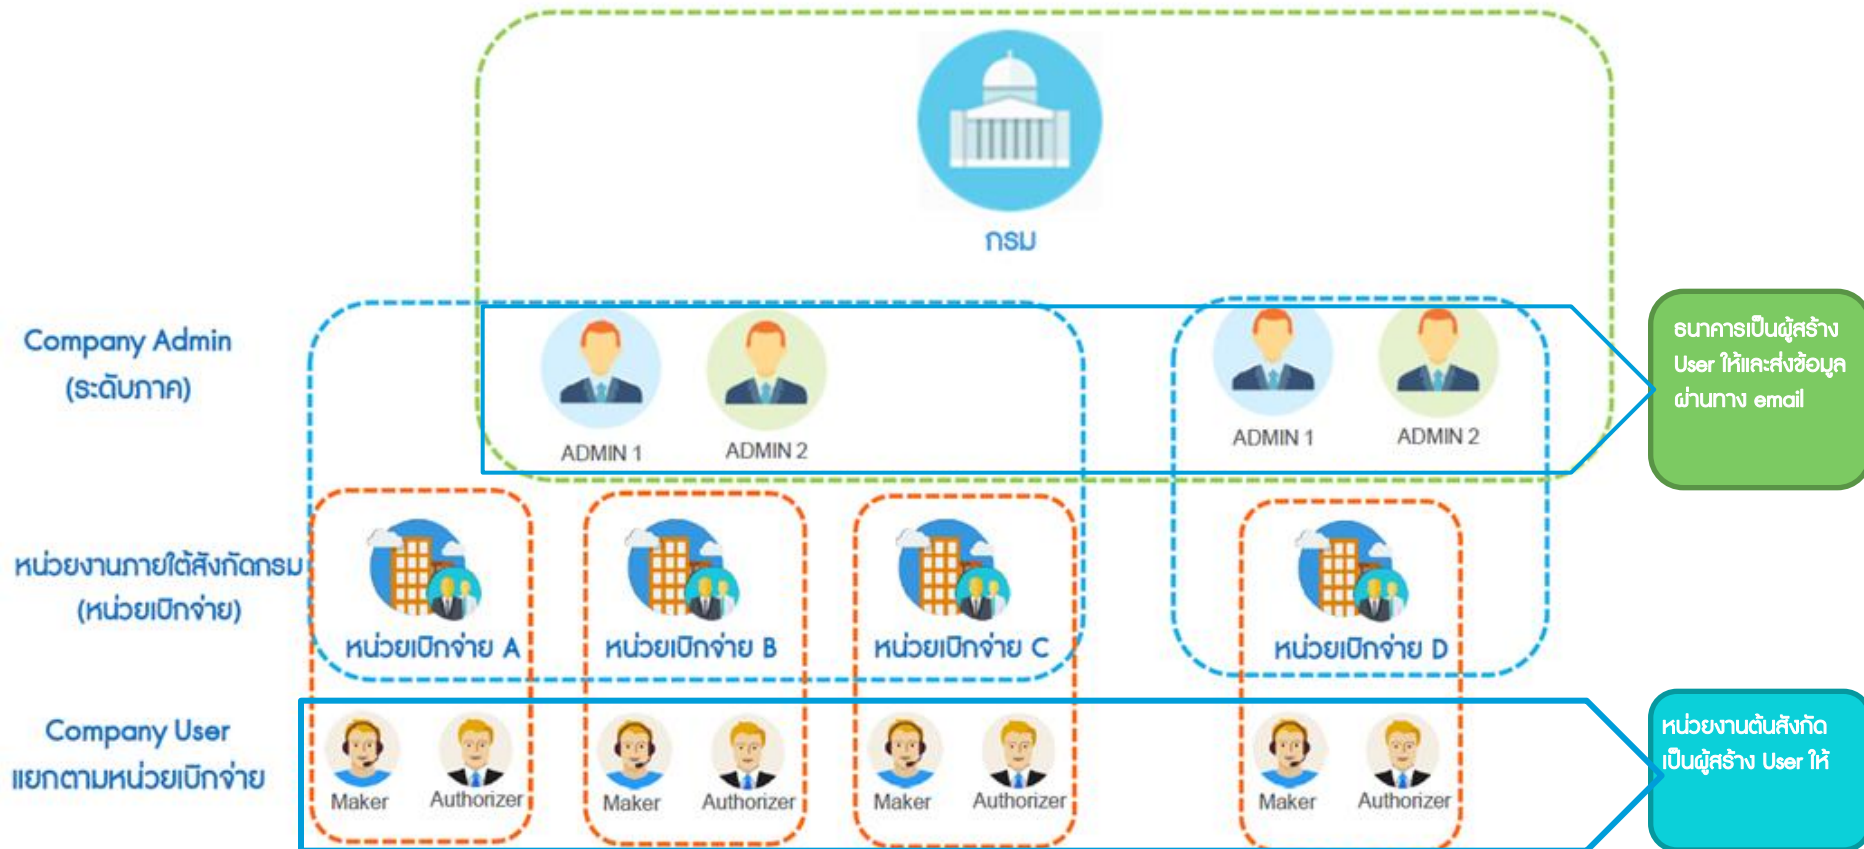 กรม
Company Admin
(ระดับภาค)
ADMIN 1
ADMIN 2
ADMIN 1
ADMIN 2
ธนาคารเป็นผู้สร้าง
User ให้และส่งข้อมูล
ผ่านทาง email
หน่วยงานภายใต้สังกัดกรม
(หน่วยเบิกจ่าย)
หน่วยเบิกจ่าย A
หน่วยเบิกจ่าย B
หน่วยเบิกจ่าย C
หน่วยเบิกจ่าย D
Company User
แยกตามหน่วยเบิกจ่าย
Maker
Authorizer
Maker
Authorizer
Maker
Authorizer
Maker
Authorizer
หน่วยงานต้นสังกัด
เป็นผู้สร้าง User ให้